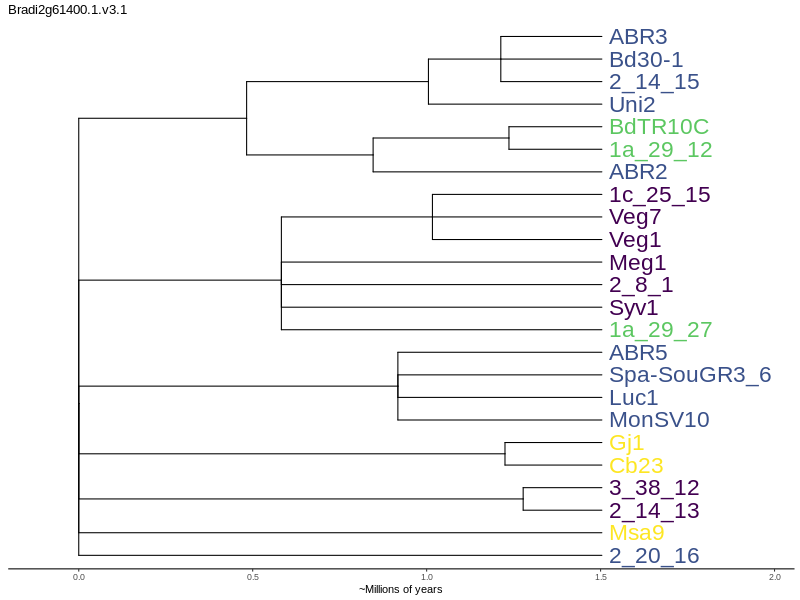 Bradi2g61400.1.v3.1
ABR3
Bd30-1
2_14_15
Uni2
BdTR10C
1a_29_12
ABR2
1c_25_15
Veg7
Veg1
Meg1
2_8_1
Syv1
1a_29_27
ABR5
Spa-SouGR3_6
Luc1
MonSV10
Gj1
Cb23
3_38_12
2_14_13
Msa9
2_20_16
0.0 0.5 1.0 1.5 2.0
~Millions of years